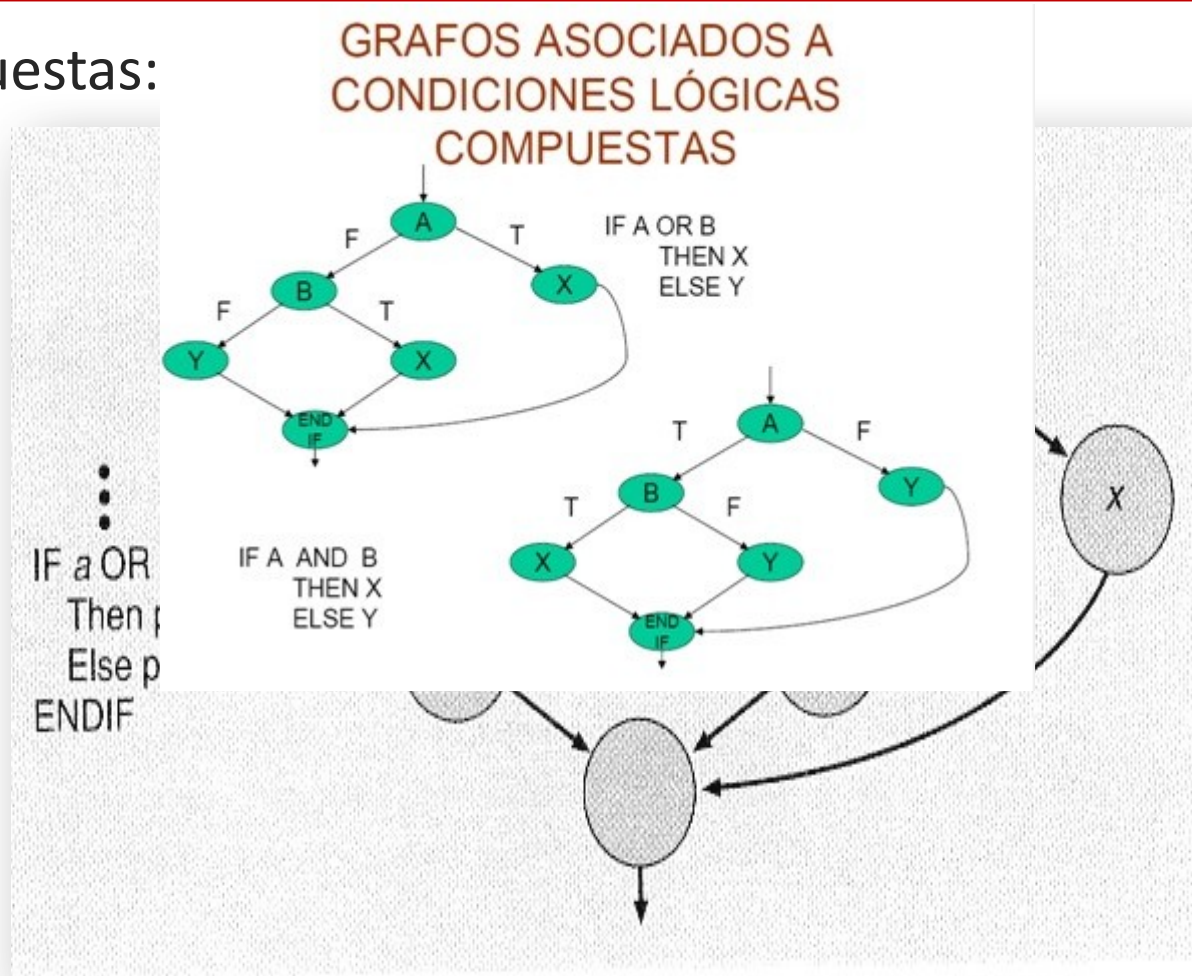 GRAFOS ASOCIADOS A
CONDICIONES LÓGICAS
COMPUESTAS
A
F
T
IF A OR B
THEN X
ELSE Y
B
X
F
T
Y
X
END
IF
A
T
F
B
Y
T
F
IF A AND B
THEN X
ELSE Y
X
Y
END
IF
IF a OR
Then
Else
ENDIF
X